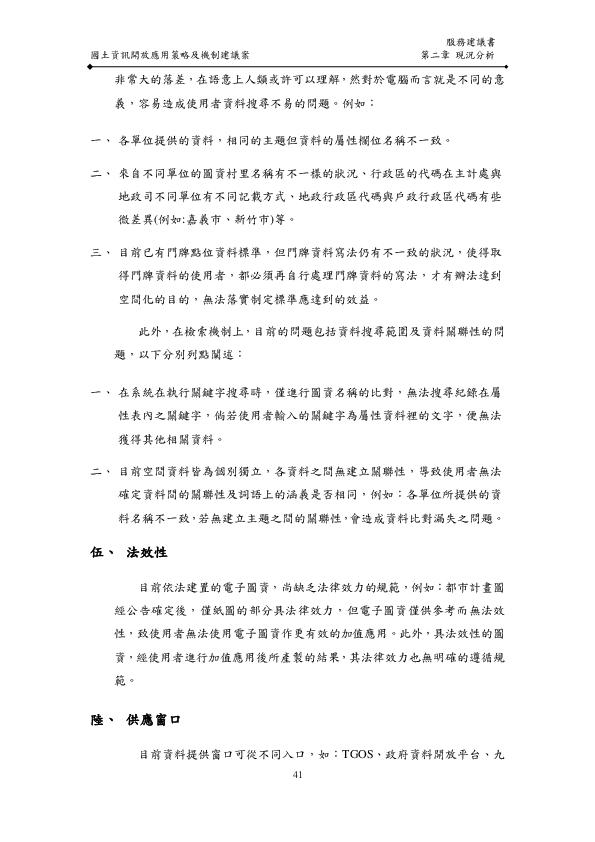 服務建議書
國土資訊開放應用策略及機制建議案 第二章 現況分析
非常大的落差，在語意上人類或許可以理解，然對於電腦而言就是不同的意
義，容易造成使用者資料搜尋不易的問題。例如：
一、 各單位提供的資料，相同的主題但資料的屬性欄位名稱不一致。
二、 來自不同單位的圖資村里名稱有不一樣的狀況、行政區的代碼在主計處與
地政司不同單位有不同記載方式、地政行政區代碼與戶政行政區代碼有些
微差異(例如:嘉義市、新竹市)等。
三、 目前已有門牌點位資料標準，但門牌資料寫法仍有不一致的狀況，使得取
得門牌資料的使用者，都必須再自行處理門牌資料的寫法，才有辦法達到
空間化的目的，無法落實制定標準應達到的效益。
此外，在檢索機制上，目前的問題包括資料搜尋範圍及資料關聯性的問
題，以下分別列點闡述：
一、 在系統在執行關鍵字搜尋時，僅進行圖資名稱的比對，無法搜尋紀錄在屬
性表內之關鍵字，倘若使用者輸入的關鍵字為屬性資料裡的文字，便無法
獲得其他相關資料。
二、 目前空間資料皆為個別獨立，各資料之間無建立關聯性，導致使用者無法
確定資料間的關聯性及詞語上的涵義是否相同，例如：各單位所提供的資
料名稱不一致，若無建立主題之間的關聯性，會造成資料比對漏失之問題。
伍、 法效性
目前依法建置的電子圖資，尚缺乏法律效力的規範，例如：都市計畫圖
經公告確定後，僅紙圖的部分具法律效力，但電子圖資僅供參考而無法效
性，致使用者無法使用電子圖資作更有效的加值應用。此外，具法效性的圖
資，經使用者進行加值應用後所產製的結果，其法律效力也無明確的遵循規
範。
陸、 供應窗口
目前資料提供窗口可從不同入口，如：TGOS、政府資料開放平台、九
41